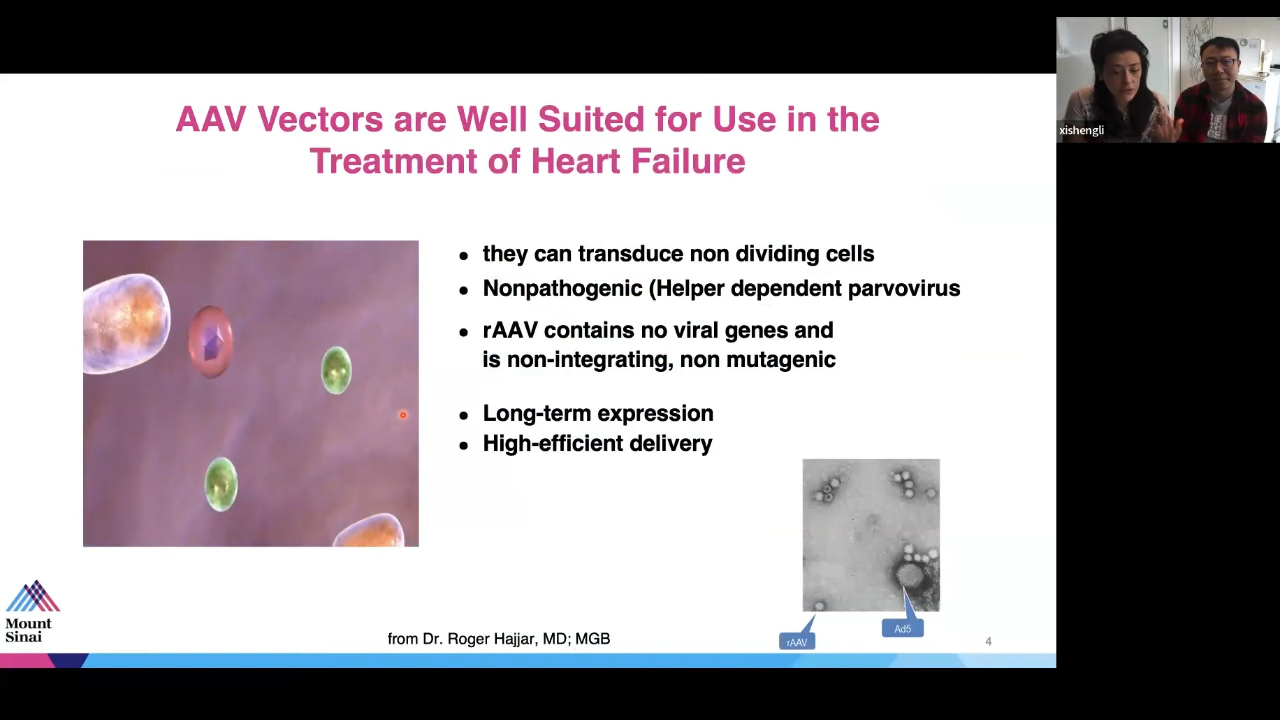 AAV Vectors are Well Suited for Use in the
Treatment of Heart Failure
• they can transduce non dividing cells
• Nonpathogenic (Helper dependent parvovirus
• rAAV contains no viral genes and
is non-integrating, non mutagenic
• Long-term expression
• High-efficient delivery
rAAV
Ad5
Mount
Sinai
from Dr. Roger Hajjar, MD; MGB
4
xishengli